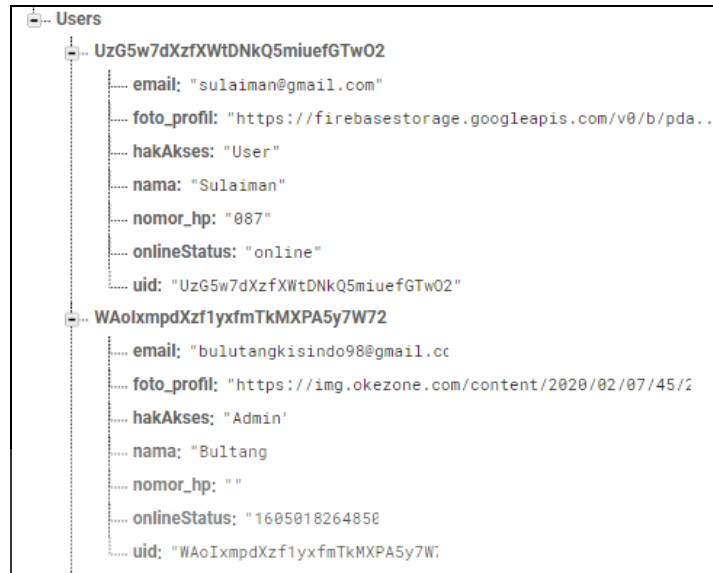 Users
UzG5w7dXzfXWtDNkQ5miuefGTwO2
email: "sulaiman@gmail.com"
foto_profil: "https://firebasestorage.googleapis.com/v0/b/pda...
hakAkses: "User"
nama: "Sulaiman"
nomor_hp: "087"
onlineStatus: "online"
uid: "UzG5w7dXzfXWtDNkQ5miuefGTwO2"
WAoIxmpdXzf1yxfmTkMXPA5y7W72
email: "bulutangkisindo98@gmail.cc
foto_profil: "https://img.okezone.com/content/2020/02/07/45/2
hakAkses: "Admin'
nama: "Bultang
nomor_hp: ""
onlineStatus: "1605018264850
uid: "WAoIxmpdXzf1yxfmTkMXPA5y7W7